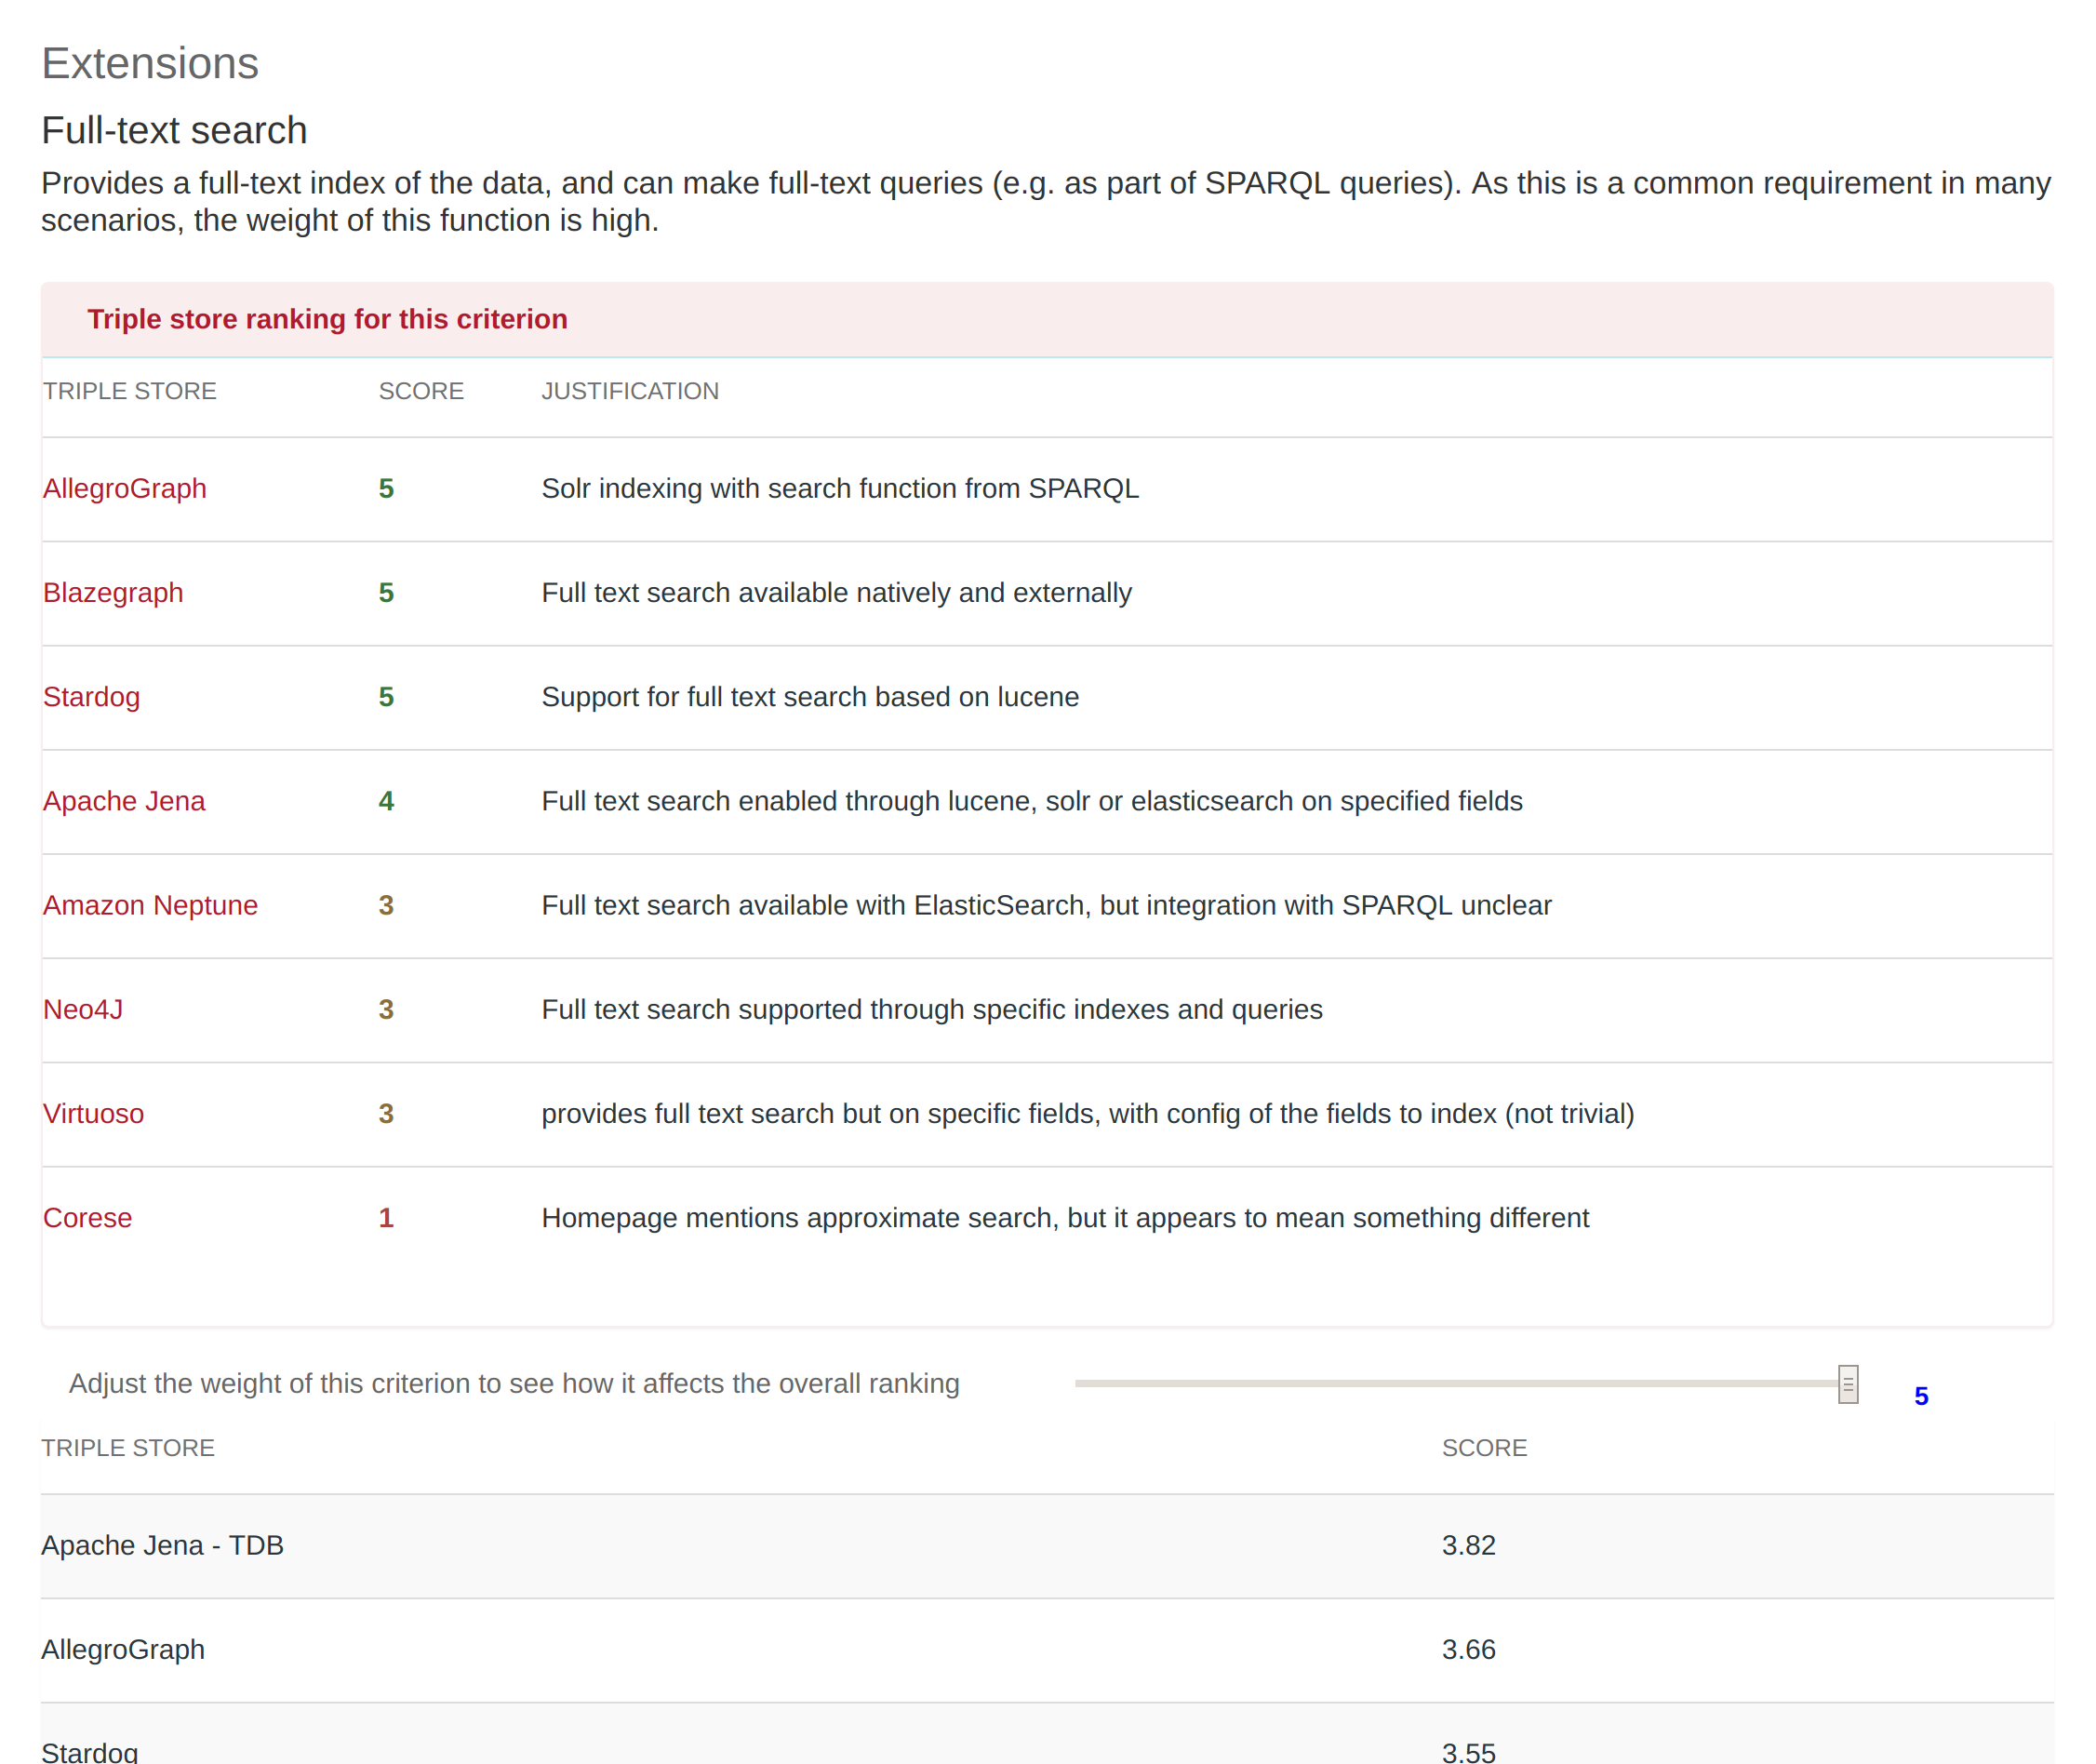 Extensions
Full-text search
Provides a full-text index of the data, and can make full-text queries (e.g. as part of SPARQL queries). As this is a common requirement in many
scenarios, the weight of this function is high.
Triple store ranking for this criterion
TRIPLE STORE SCORE JUSTIFICATION
AllegroGraph 5 Solr indexing with search function from SPARQL
Blazegraph 5 Full text search available natively and externally
Stardog 5 Support for full text search based on lucene
Apache Jena 4 Full text search enabled through lucene, solr or elasticsearch on specified fields
Amazon Neptune 3 Full text search available with ElasticSearch, but integration with SPARQL unclear
Neo4J 3 Full text search supported through specific indexes and queries
Virtuoso 3 provides full text search but on specific fields, with config of the fields to index (not trivial)
Corese 1 Homepage mentions approximate search, but it appears to mean something different
Adjust the weight of this criterion to see how it affects the overall ranking 5
TRIPLE STORE SCORE
Apache Jena - TDB 3.82
AllegroGraph 3.66
Stardog 3.55